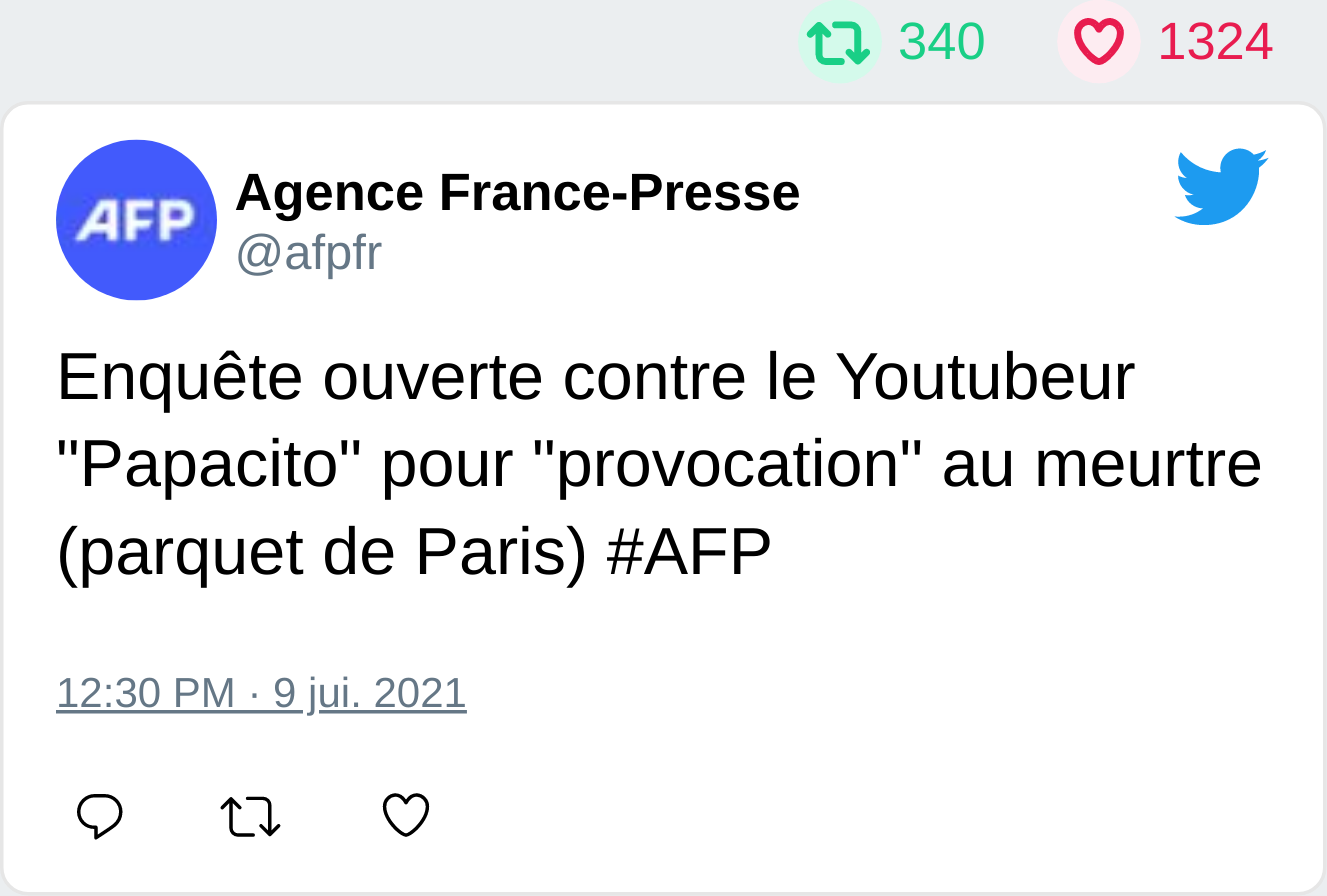 340 1324
AFP
Agence France-Presse
@afpfr
Enquête ouverte contre le Youtubeur
"Papacito" pour "provocation" au meurtre
(parquet de Paris) #AFP
12:30 PM · 9 jui. 2021